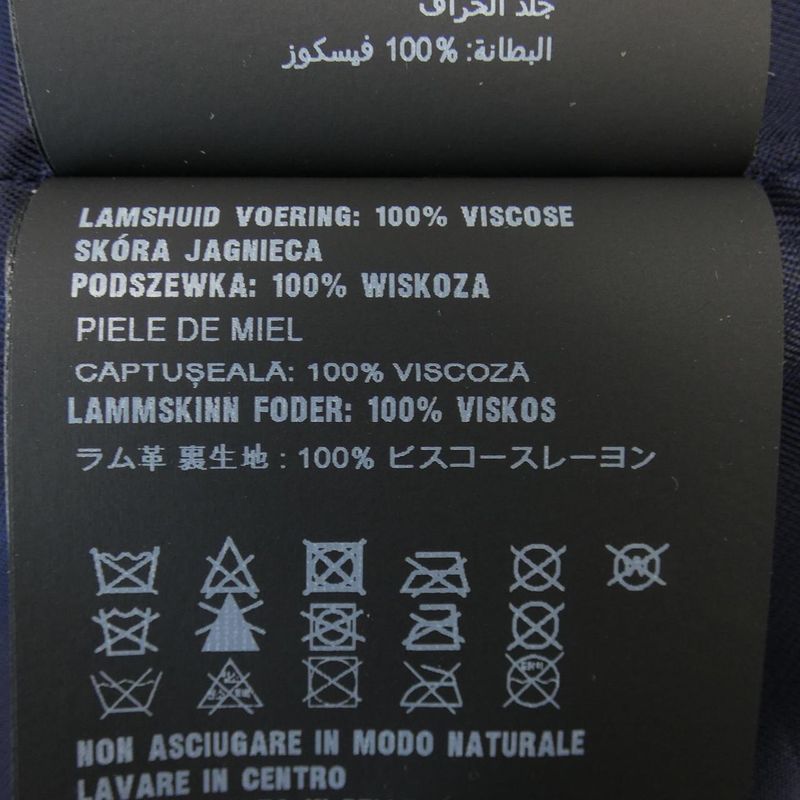 جلد الخراف
البطانة: 100% فيسكوز
LAMSHUID VOERING: 100% VISCOSE
SKÓRA JAGNIECA
PODSZEWKA: 100% WISKOZA
PIELE DE MIEL
CĂPTUȘEALĂ: 100% VISCOZĂ
LAMMSKINN FODER: 100% VISKOS
ラム革 裏生地 : 100% ビスコースレーヨン
NON ASCIUGARE IN MODO NATURALE
LAVARE IN CENTRO